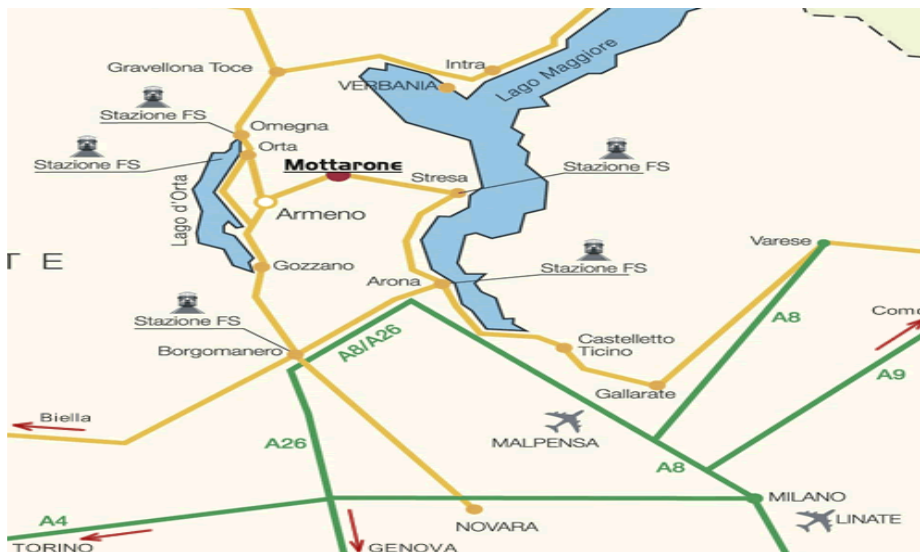 Gravellona Toce
Intra
VERBANIA
Lago Maggiore
Stazione FS
Omegna
Stazione FS
Orta
Mottarone
Stresa
Stazione FS
Lago d'Orta
Armeno
T E
Gozzano
Arona
Stazione FS
Varese
Stazione FS
Borgomanero
A8/A26
A8
Como
Castelletto
Ticino
Gallarate
A9
Biella
A26
MALPENSA
A8
A4
NOVARA
MILANO
LINATE
TORINO
GENOVA